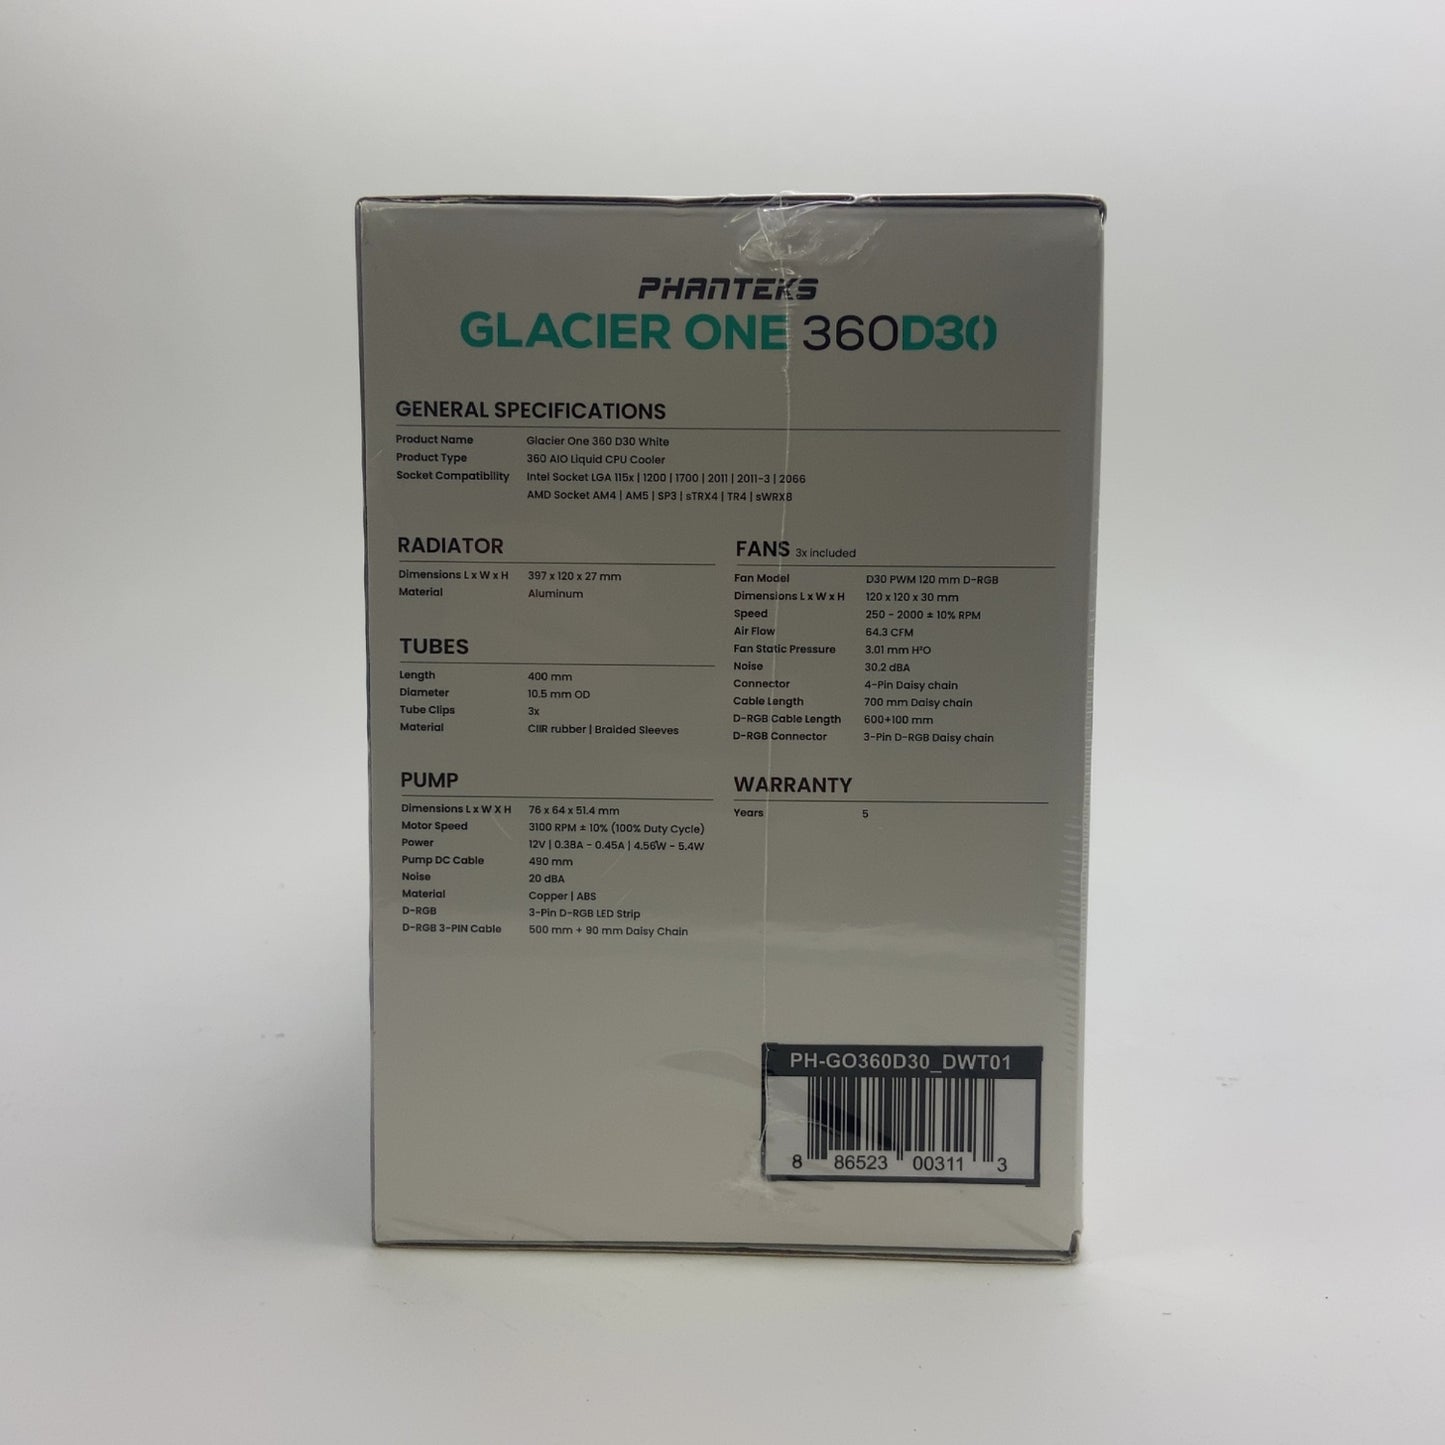 PHANTEKS
GLACIER ONE 360D30
GENERAL SPECIFICATIONS
Product Name Glacier One 360 D30 White
Product Type 360 AIO Liquid CPU Cooler
Socket Compatibility Intel Socket LGA 115x | 1200 | 1700 | 2011 | 2011-3 | 2066
AMD Socket AM4 | AM5 | SP3 | sTRX4 | TR4 | sWRX8
RADIATOR
Dimensions L x W x H 397 x 120 x 27 mm
Material Aluminum
TUBES
Length 400 mm
Diameter 10.5 mm OD
Tube Clips 3x
Material CIIR rubber | Braided Sleeves
PUMP
Dimensions L x W X H 76 x 64 x 51.4 mm
Motor Speed 3100 RPM ± 10% (100% Duty Cycle)
Power 12V | 0.38A - 0.45A | 4.56W - 5.4W
Pump DC Cable 490 mm
Noise 20 dBA
Material Copper | ABS
D-RGB 3-Pin D-RGB LED Strip
D-RGB 3-PIN Cable 500 mm + 90 mm Daisy Chain
FANS 3x included
Fan Model D30 PWM 120 mm D-RGB
Dimensions L x W x H 120 x 120 x 30 mm
Speed 250 - 2000 ± 10% RPM
Air Flow 64.3 CFM
Fan Static Pressure 3.01 mm H²O
Noise 30.2 dBA
Connector 4-Pin Daisy chain
Cable Length 700 mm Daisy chain
D-RGB Cable Length 600+100 mm
D-RGB Connector 3-Pin D-RGB Daisy chain
WARRANTY
Years 5
PH-GO360D30_DWT01
8 86523 00311 3